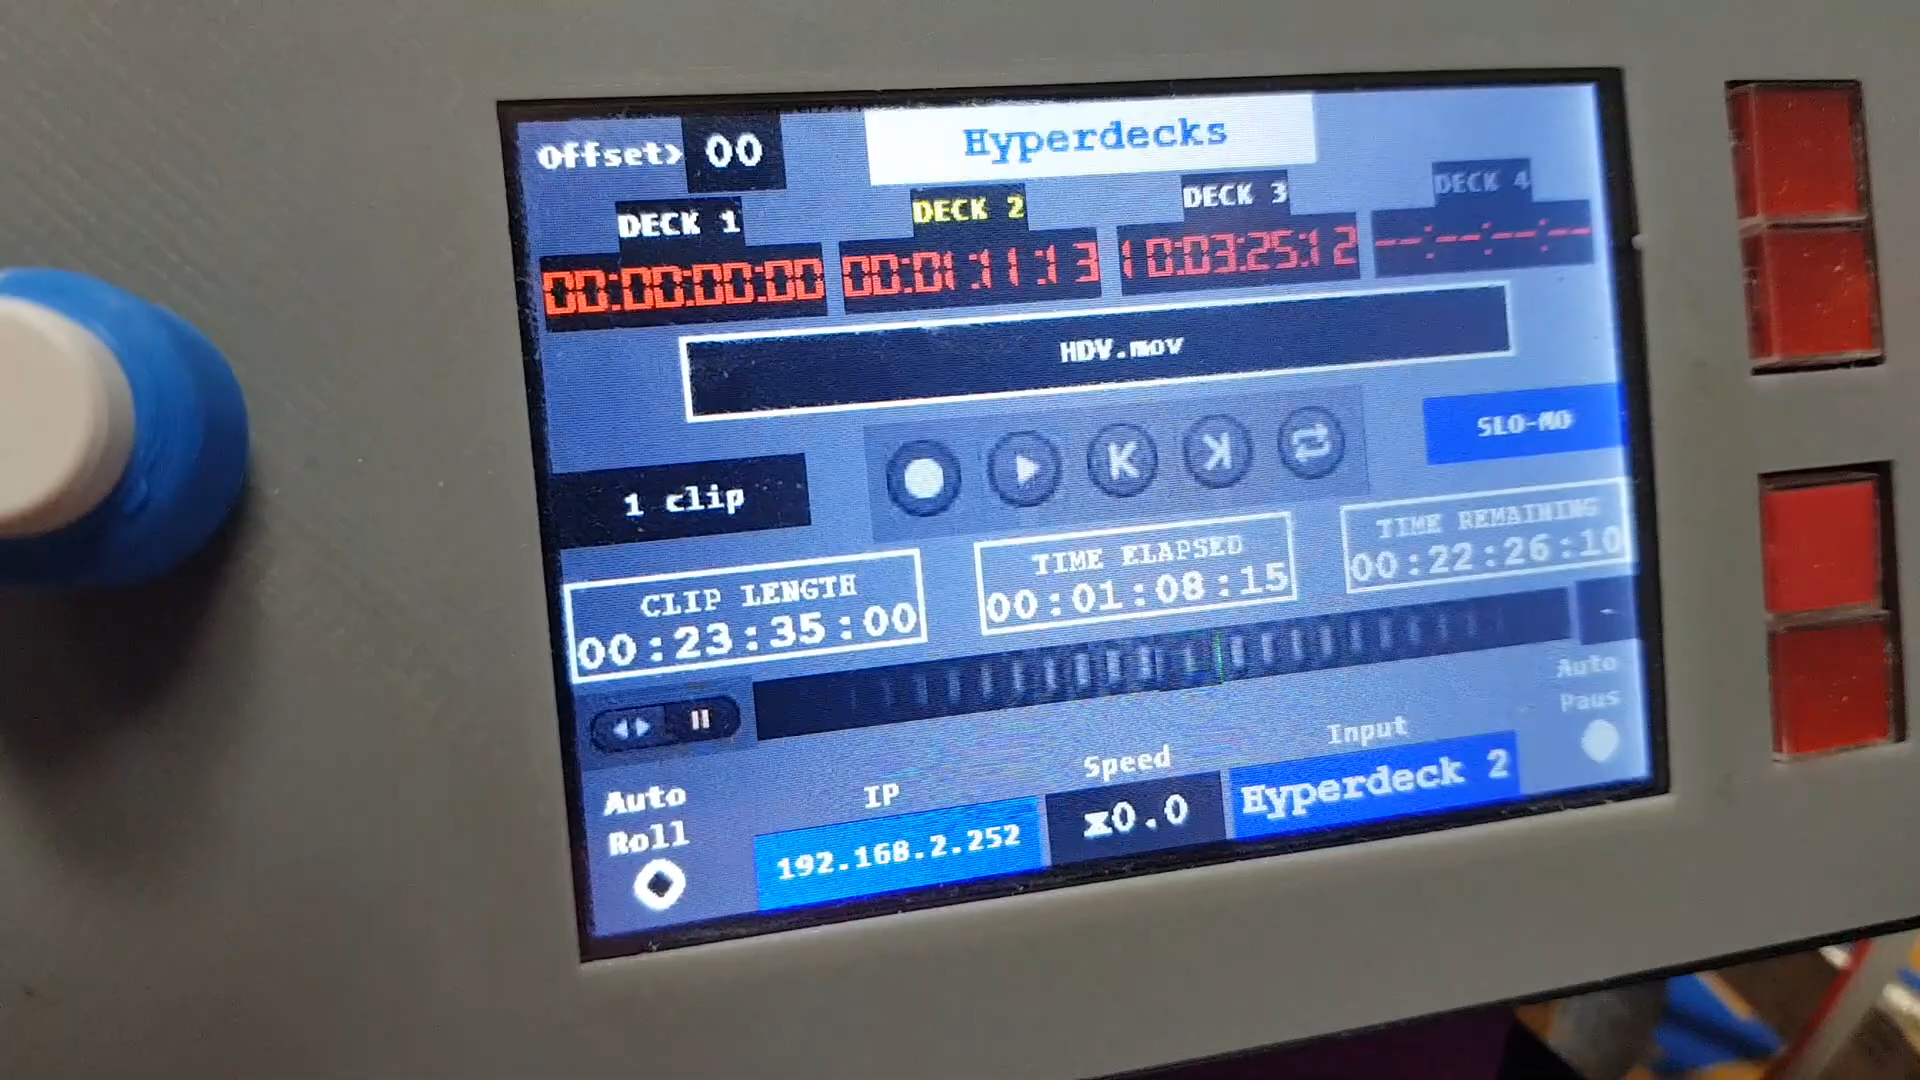 Offset> 00
Hyperdecks
DECK 1
DECK 2
DECK 3
DECK 4
00:00:00:00
00:01:11:13
10:03:25:12
--:--:--:--
HDV.mov
SLO-MO
1 clip
CLIP LENGTH
00:23:35:00
TIME ELAPSED
00:01:08:15
TIME REMAINING
00:22:26:10
Auto
Paus
Auto
Roll
IP
192.168.2.252
Speed
x0.0
Input
Hyperdeck 2